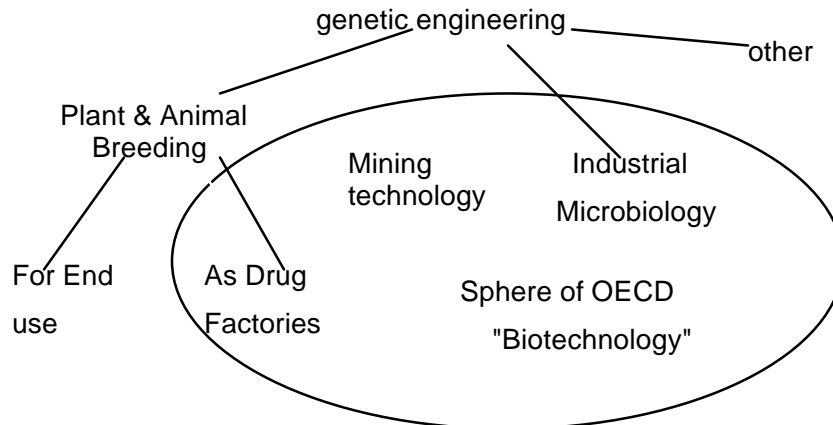 genetic engineering
other
Plant & Animal
Breeding
Mining
technology
Industrial
Microbiology
For End
use
As Drug
Factories
Sphere of OECD
"Biotechnology"